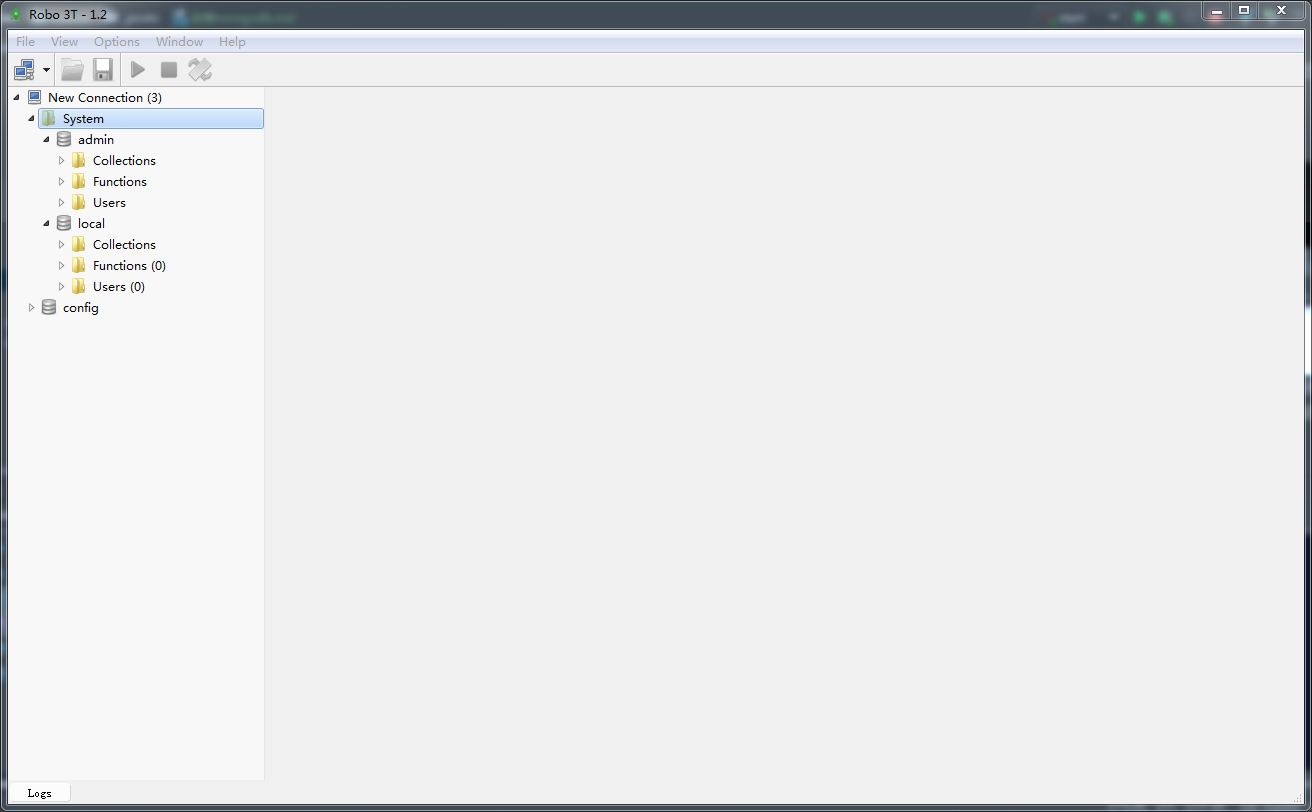 Robo 3T - 1.2
File View Options Window Help
New Connection (3)
System
admin
Collections
Functions
Users
local
Collections
Functions (0)
Users (0)
config
Logs